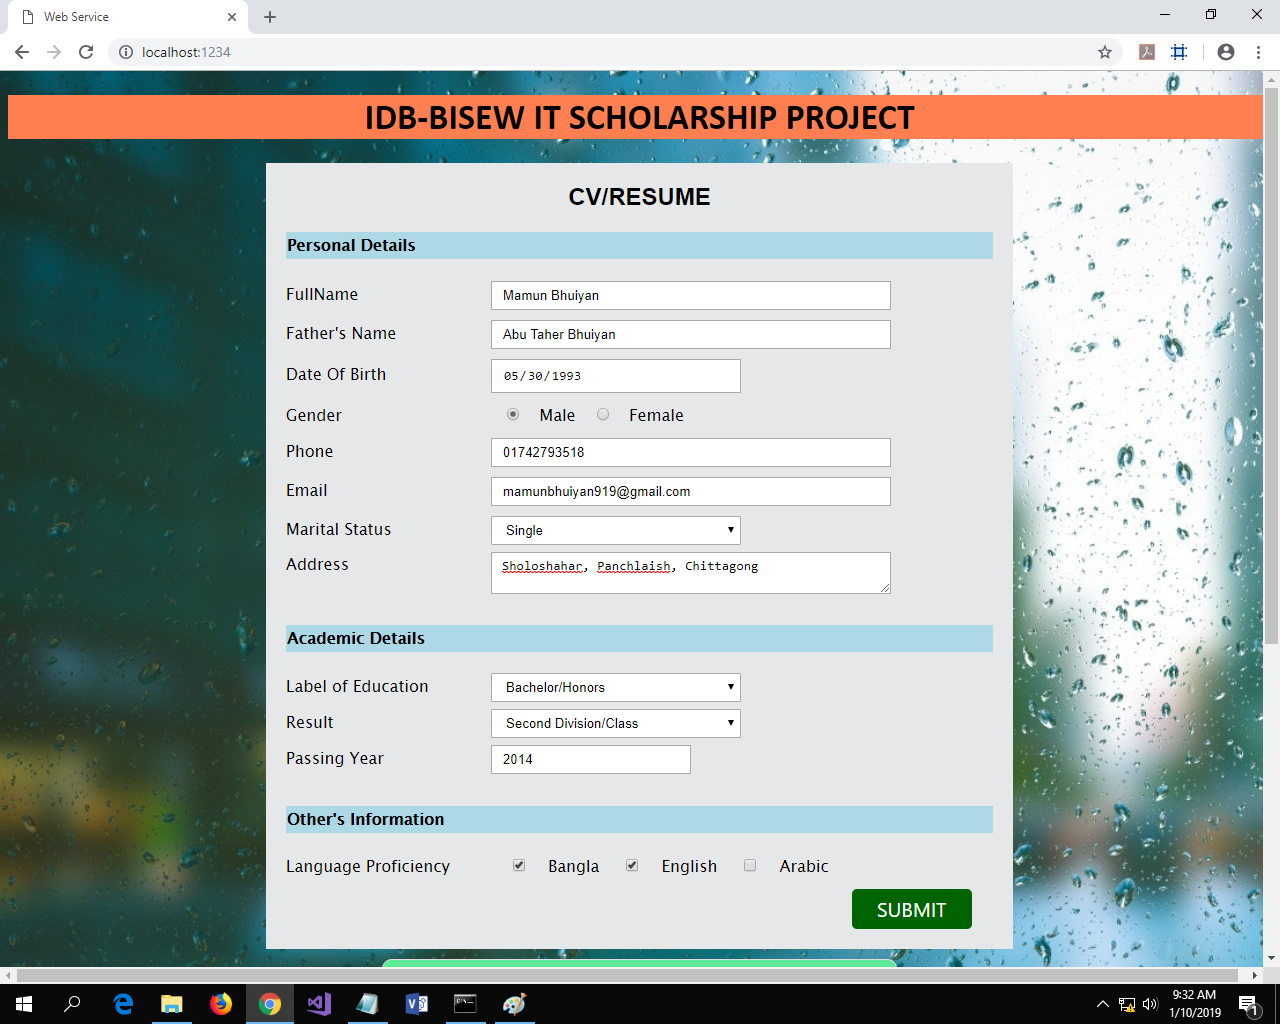 Web Service
localhost:1234
IDB-BISEW IT SCHOLARSHIP PROJECT
CV/RESUME
Personal Details
FullName Mamun Bhuiyan
Father's Name Abu Taher Bhuiyan
Date Of Birth 05/30/1993
Gender Male Female
Phone 01742793518
Email mamunbhuiyan919@gmail.com
Marital Status Single
Address Sholoshahar, Panchlaish, Chittagong
Academic Details
Label of Education Bachelor/Honors
Result Second Division/Class
Passing Year 2014
Other's Information
Language Proficiency Bangla English Arabic
SUBMIT
9:32 AM
1/10/2019
1